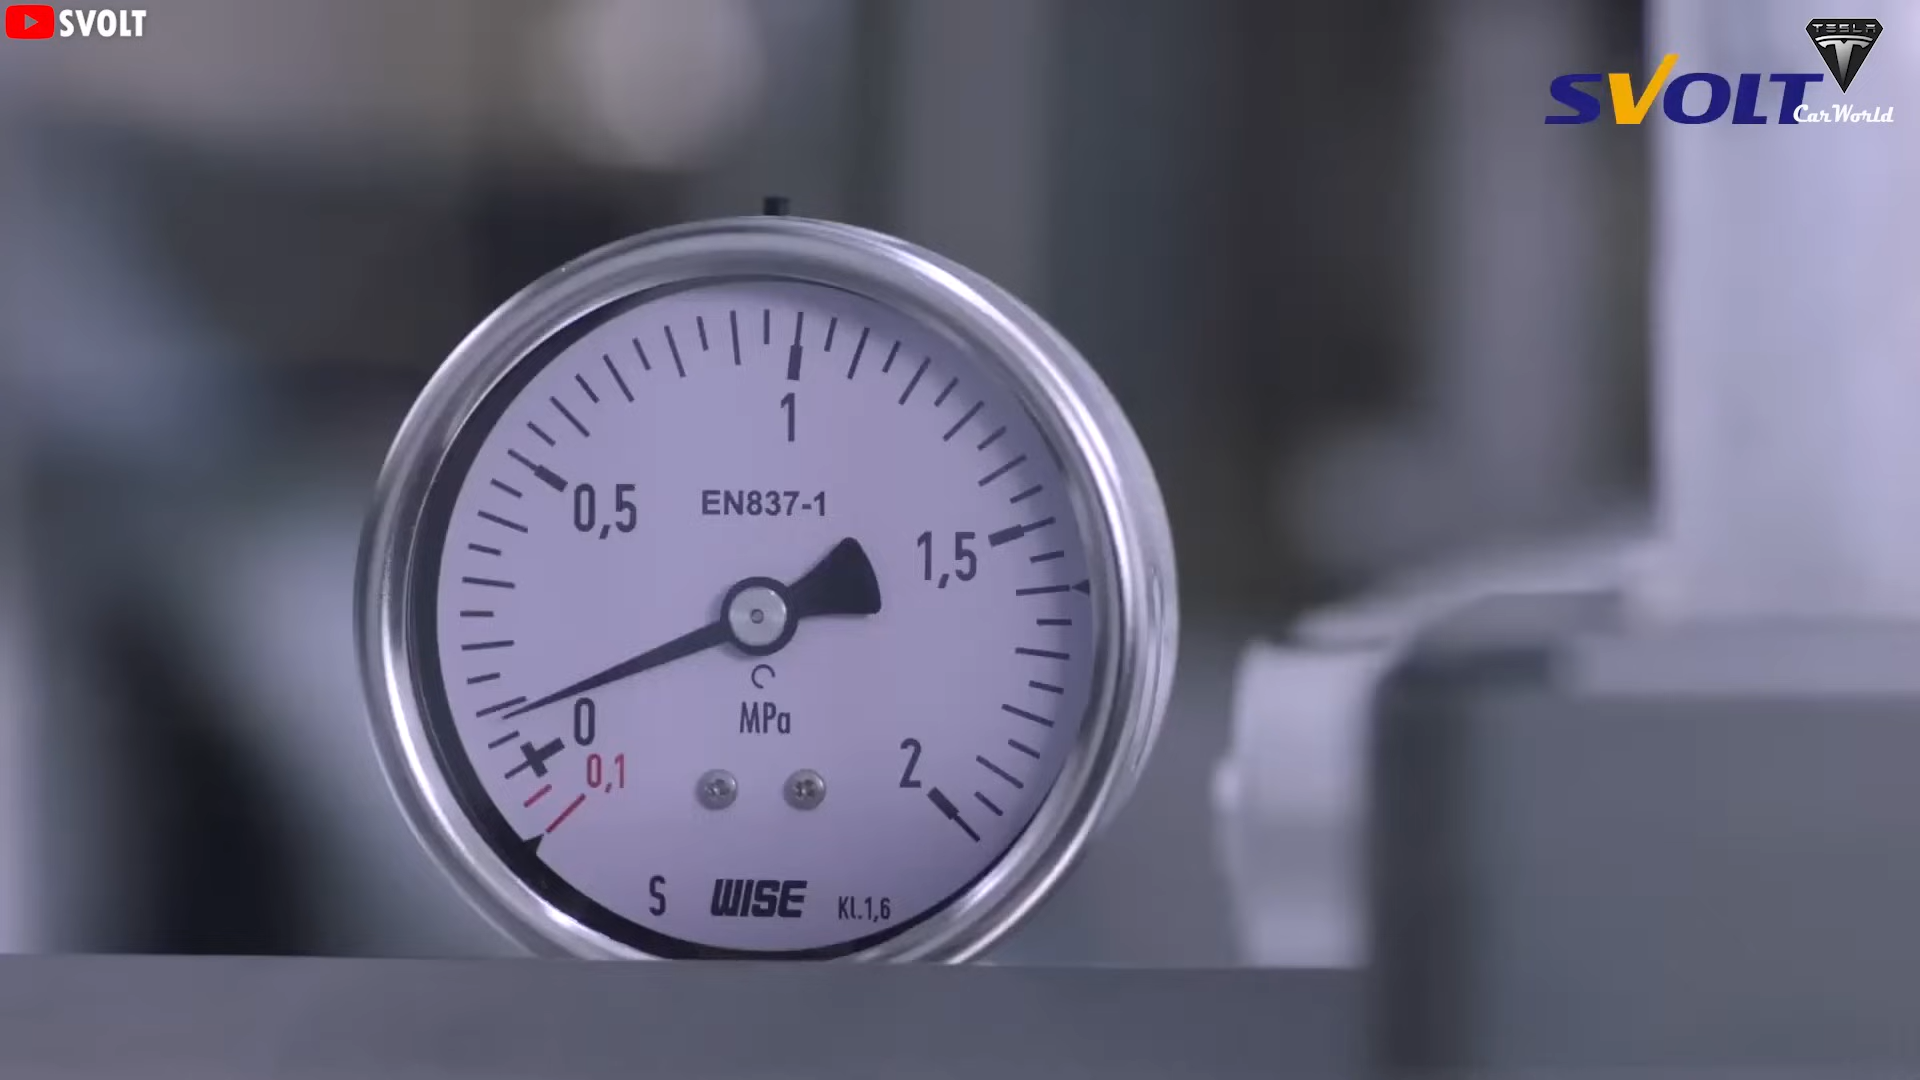 SVOLT
TESLA
SVOLT
CarWorld
1
0,5
EN837-1
1,5
0
MPa
0,1
2
S WISE Kl.1,6